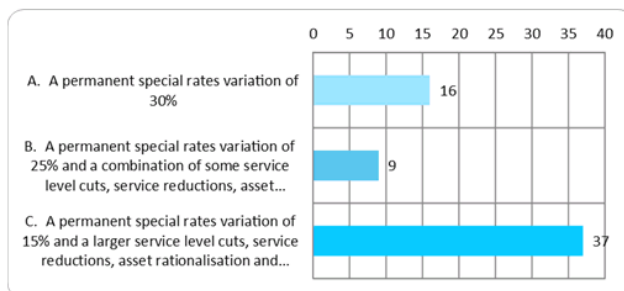 0 5 10 15 20 25 30 35 40
A. A permanent special rates variation of
30%
16
B. A permanent special rates variation of
25% and a combination of some service
level cuts, service reductions, asset...
9
C. A permanent special rates variation of
15% and a larger service level cuts, service
reductions, asset rationalisation and...
37